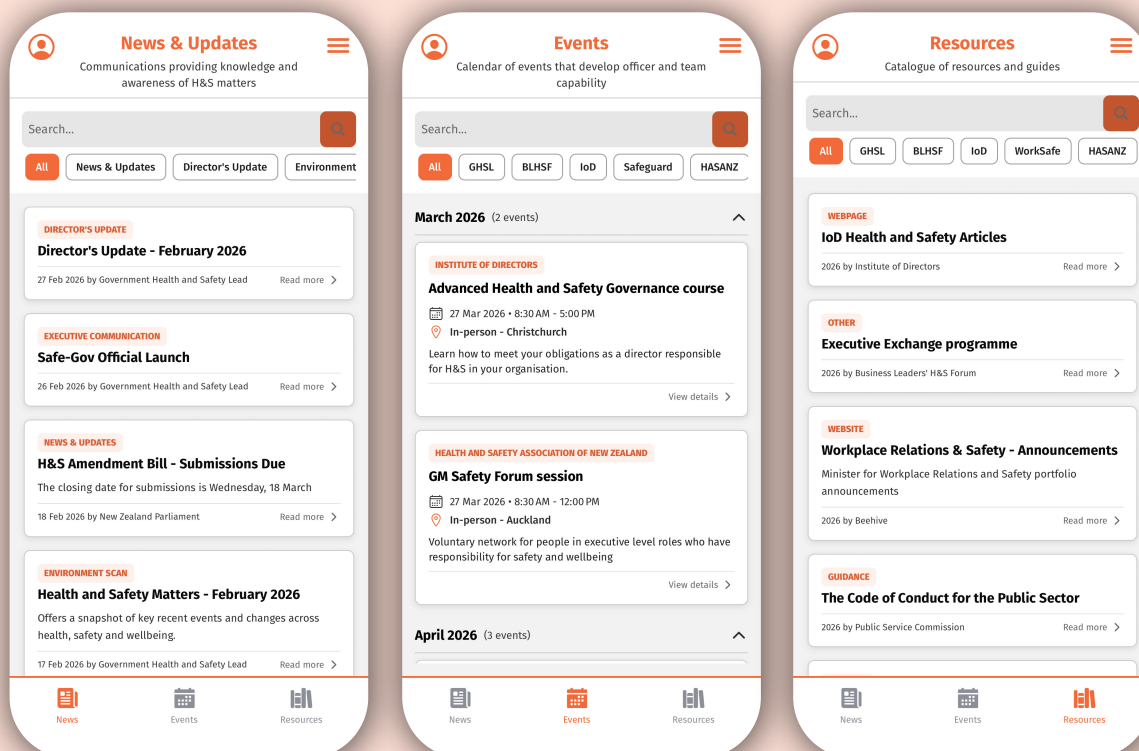 News & Updates
Communications providing knowledge and
awareness of H&S matters
Search...
All
News & Updates
Director's Update
Environment
DIRECTOR'S UPDATE
Director's Update - February 2026
27 Feb 2026 by Government Health and Safety Lead
Read more
EXECUTIVE COMMUNICATION
Safe-Gov Official Launch
26 Feb 2026 by Government Health and Safety Lead
Read more
NEWS & UPDATES
H&S Amendment Bill - Submissions Due
The closing date for submissions is Wednesday, 18 March
18 Feb 2026 by New Zealand Parliament
Read more
ENVIRONMENT SCAN
Health and Safety Matters - February 2026
Offers a snapshot of key recent events and changes across
health, safety and wellbeing.
17 Feb 2026 by Government Health and Safety Lead
Read more
News
Events
Resources
Events
Calendar of events that develop officer and team
capability
Search...
All
GHSL
BLHSF
IoD
Safeguard
HASANZ
March 2026 (2 events)
INSTITUTE OF DIRECTORS
Advanced Health and Safety Governance course
27 Mar 2026 • 8:30 AM - 5:00 PM
In-person - Christchurch
Learn how to meet your obligations as a director responsible
for H&S in your organisation.
View details
HEALTH AND SAFETY ASSOCIATION OF NEW ZEALAND
GM Safety Forum session
27 Mar 2026 • 8:30 AM - 12:00 PM
In-person - Auckland
Voluntary network for people in executive level roles who have
responsibility for safety and wellbeing
View details
April 2026 (3 events)
News
Events
Resources
Resources
Catalogue of resources and guides
Search...
All
GHSL
BLHSF
IoD
WorkSafe
HASANZ
WEBPAGE
IoD Health and Safety Articles
2026 by Institute of Directors
Read more
OTHER
Executive Exchange programme
2026 by Business Leaders' H&S Forum
Read more
WEBSITE
Workplace Relations & Safety - Announcements
Minister for Workplace Relations and Safety portfolio
announcements
2026 by Beehive
Read more
GUIDANCE
The Code of Conduct for the Public Sector
2026 by Public Service Commission
Read more
News
Events
Resources